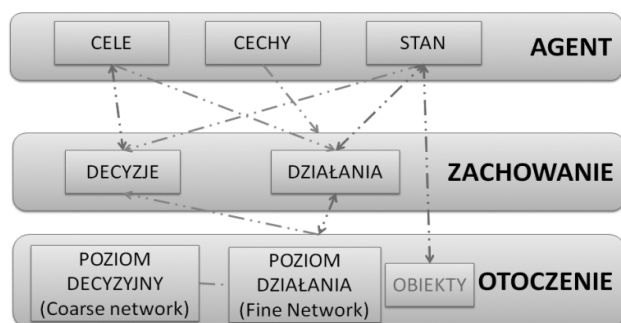 CELE
CECHY
STAN
AGENT
DECYZJE
DZIAŁANIA
ZACHOWANIE
POZIOM
DECYZYJNY
(Coarse network)
POZIOM
DZIAŁANIA
(Fine Network)
OBIEKTY
OTOCZENIE